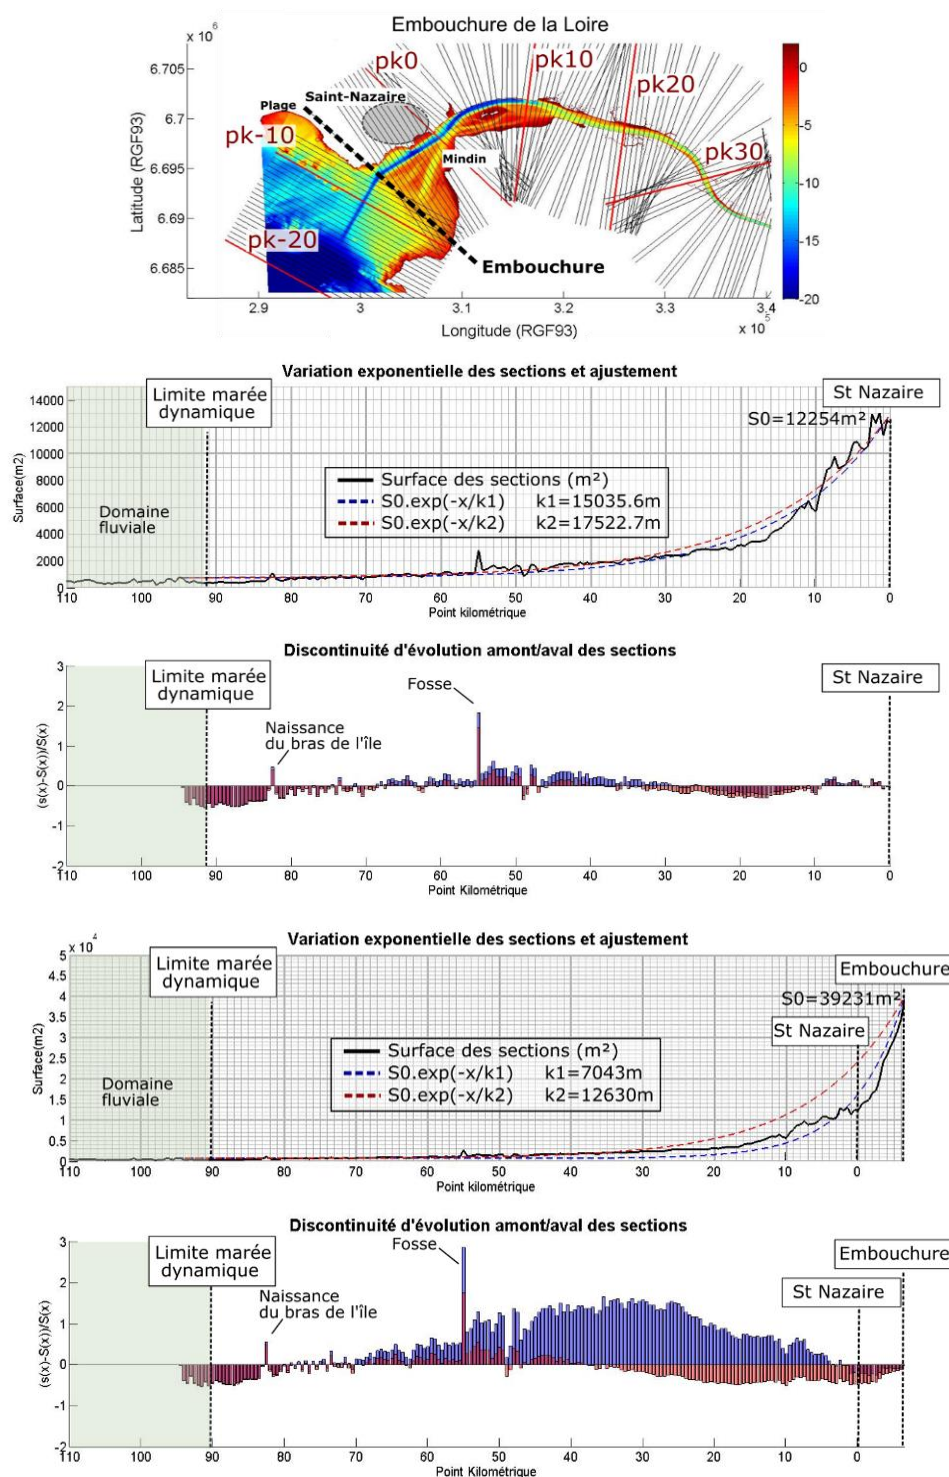 Embouchure de la Loire
x 10⁶
6.705
6.7
6.695
6.69
6.685
Latitude (RGF93)
pk0
pk10
pk20
pk30
pk-10
pk-20
Saint-Nazaire
Plage
Mindin
Embouchure
0
-5
-10
-15
-20
2.9 3 3.1 3.2 3.3 3.4
x 10⁵
Longitude (RGF93)
Variation exponentielle des sections et ajustement
Limite marée
dynamique
St Nazaire
S0=12254m²
14000
12000
10000
8000
6000
4000
2000
0
Surface(m2)
Surface des sections (m²)
S0.exp(-x/k1) k1=15035.6m
S0.exp(-x/k2) k2=17522.7m
Domaine
fluviale
110 100 90 80 70 60 50 40 30 20 10 0
Point kilométrique
Discontinuité d'évolution amont/aval des sections
Limite marée
dynamique
Fosse
St Nazaire
Naissance
du bras de l'île
3
2
1
0
-1
-2
(s(x)-S(x))/S(x)
110 100 90 80 70 60 50 40 30 20 10 0
Point Kilométrique
Variation exponentielle des sections et ajustement
x 10⁴
Limite marée
dynamique
Embouchure
S0=39231m²
St Nazaire
5
4.5
4
3.5
3
2.5
2
1.5
1
0.5
0
Surface(m2)
Surface des sections (m²)
S0.exp(-x/k1) k1=7043m
S0.exp(-x/k2) k2=12630m
Domaine
fluviale
110 100 90 80 70 60 50 40 30 20 10 0
Point kilométrique
Discontinuité d'évolution amont/aval des sections
Limite marée
dynamique
Fosse
Embouchure
St Nazaire
Naissance
du bras de l'île
3
2
1
0
-1
-2
(s(x)-S(x))/S(x)
110 100 90 80 70 60 50 40 30 20 10 0
Point Kilométrique